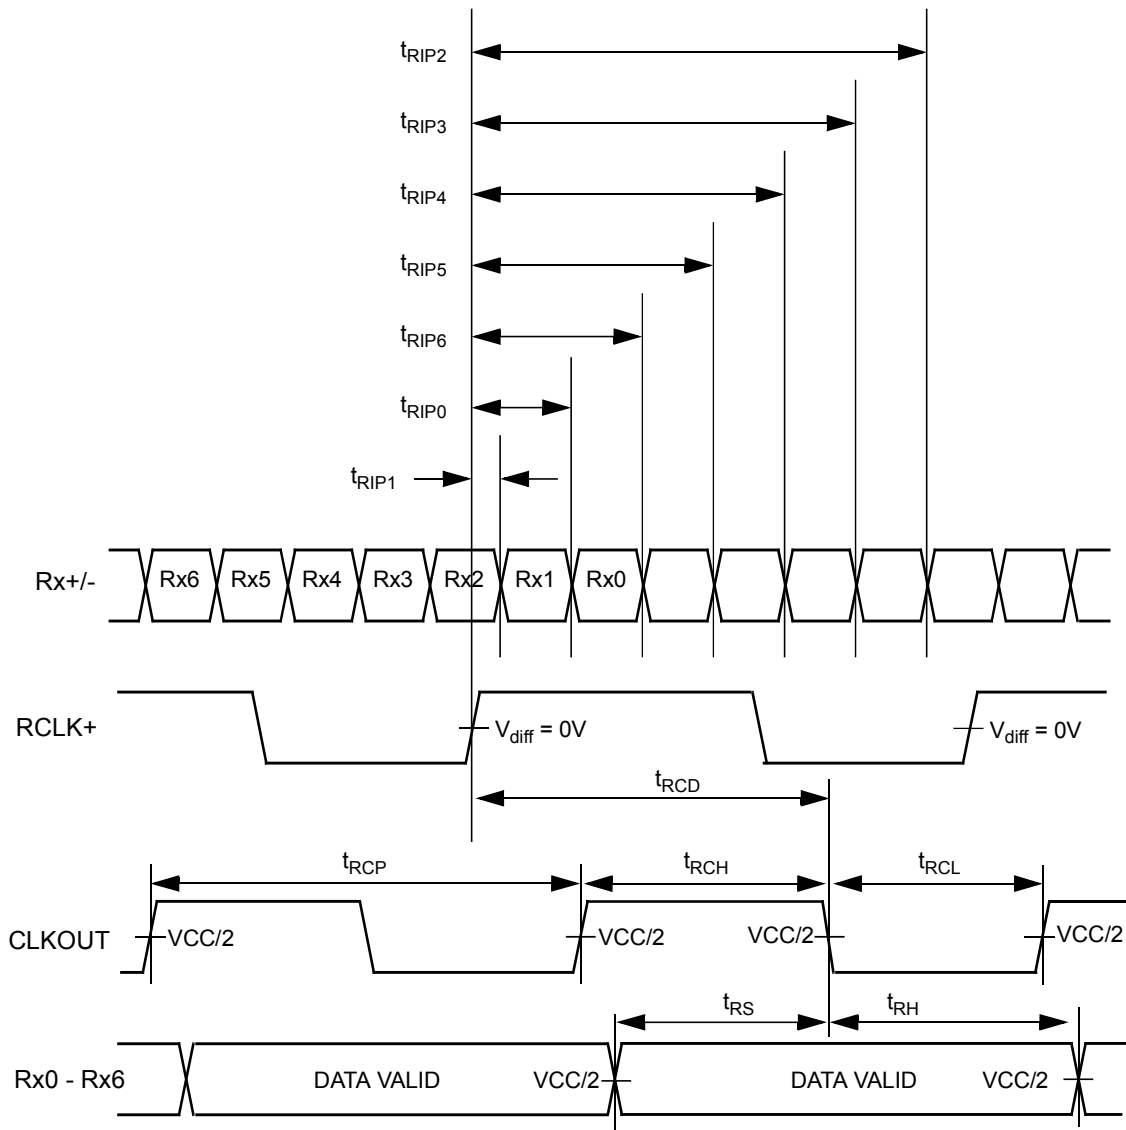 tRIP2
tRIP3
tRIP4
tRIP5
tRIP6
tRIP0
tRIP1
Rx+/- Rx6 Rx5 Rx4 Rx3 Rx2 Rx1 Rx0
RCLK+ Vdiff = 0V Vdiff = 0V
tRCD
tRCP tRCH tRCL
CLKOUT VCC/2 VCC/2 VCC/2 VCC/2
tRS tRH
Rx0 - Rx6 DATA VALID VCC/2 DATA VALID VCC/2